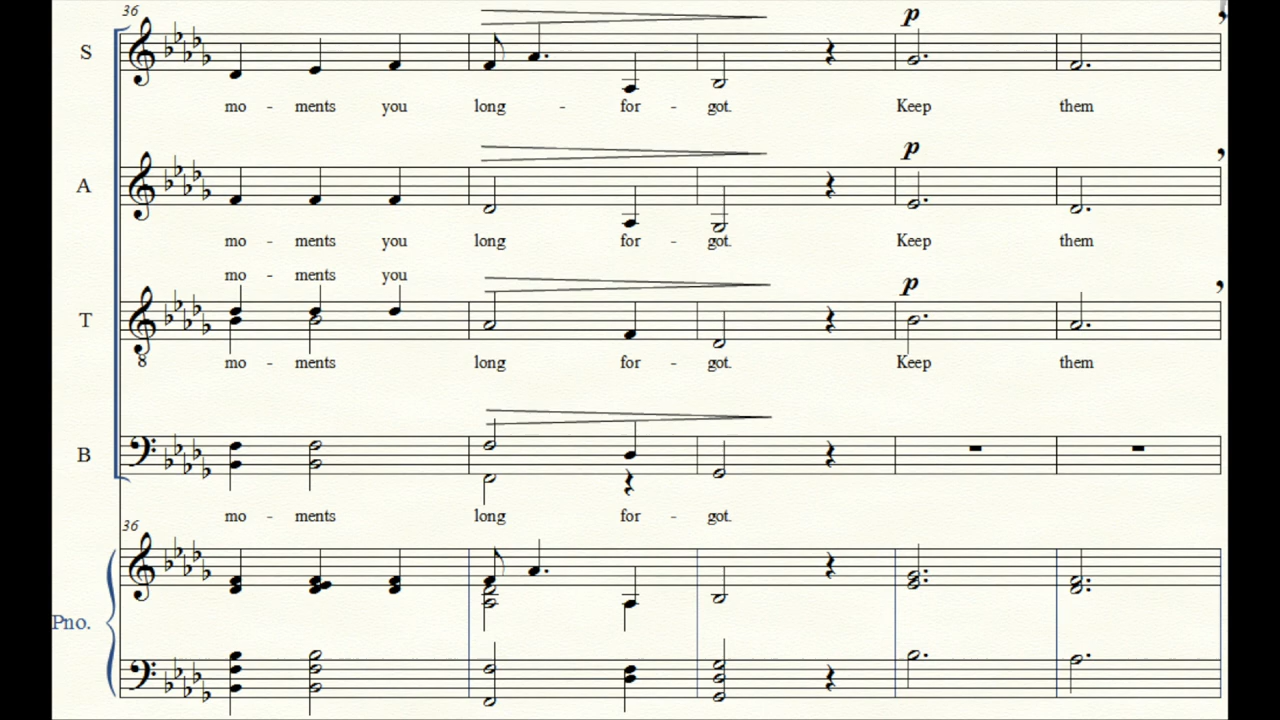 36
p
S
mo - ments you long - for - got. Keep them
p
A
mo - ments you long for - got. Keep them
mo - ments you
p
T
8
mo - ments long for - got. Keep them
B
mo - ments long for - got.
36
Pno.